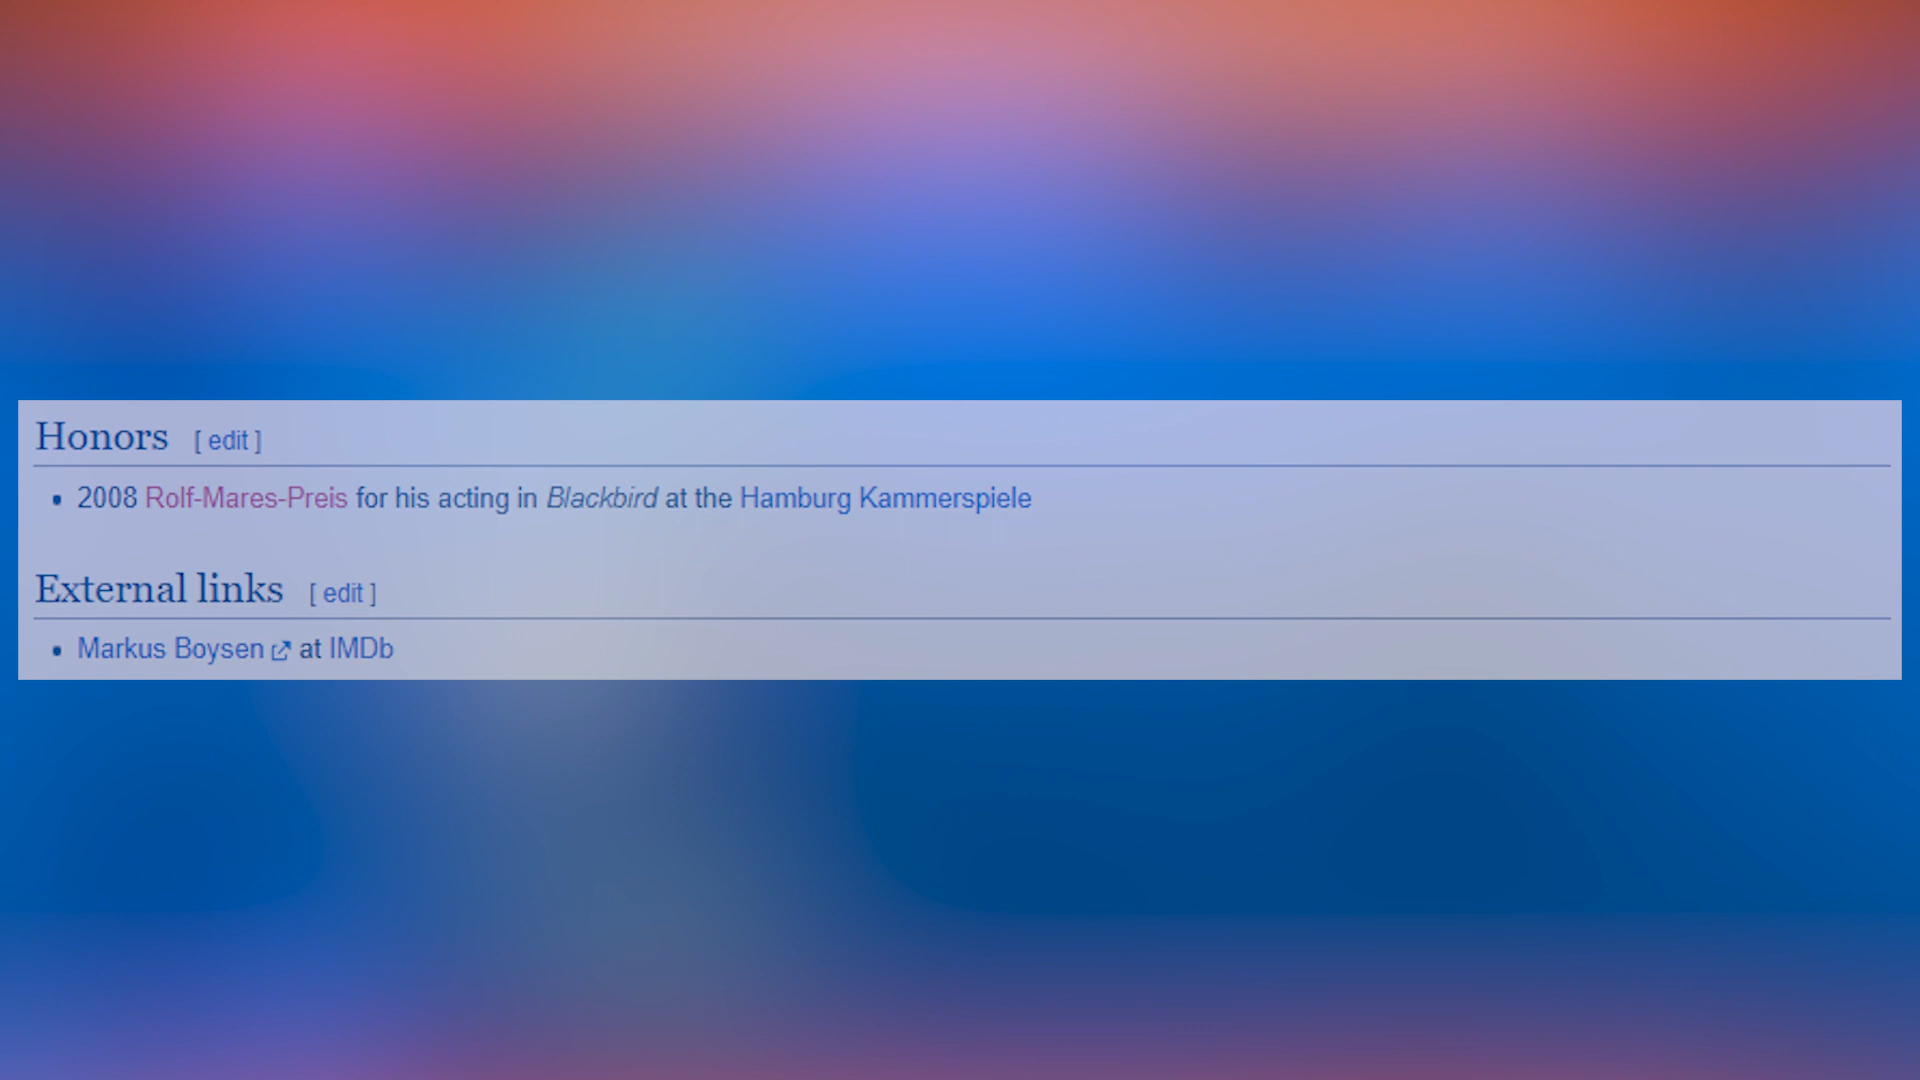 Honors [ edit ]
• 2008 Rolf-Mares-Preis for his acting in Blackbird at the Hamburg Kammerspiele
External links [ edit ]
• Markus Boysen at IMDb